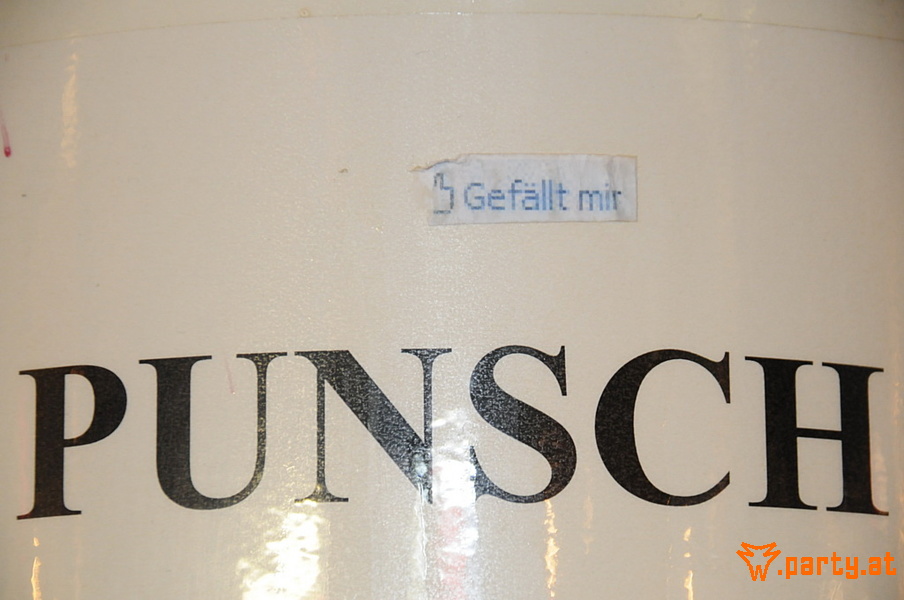 Gefällt mir
PUNSCH
.party.at